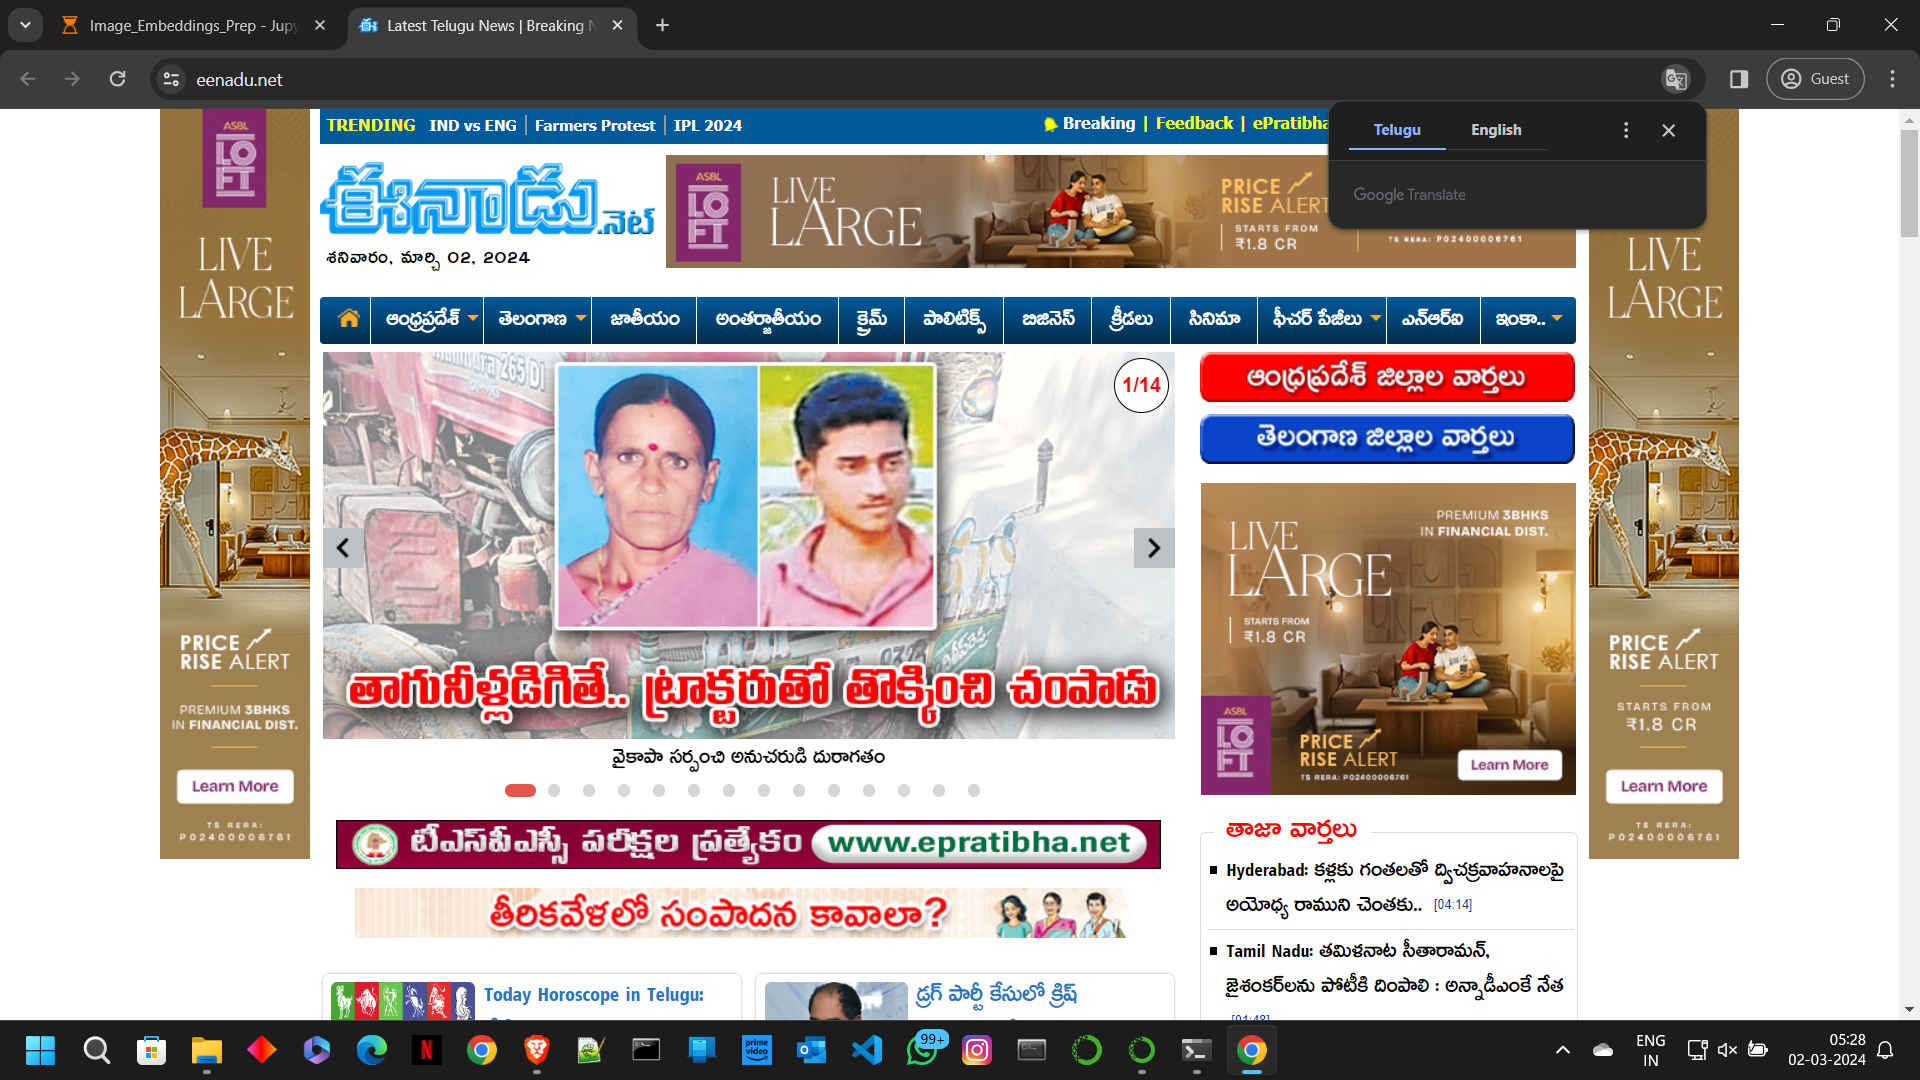 Image_Embeddings_Prep - Jupy
Latest Telugu News | Breaking N
eenadu.net
Guest
TRENDING IND vs ENG | Farmers Protest | IPL 2024
Breaking | Feedback | ePratibha
Telugu English
Google Translate
ఈనాడు.నెట్
శనివారం, మార్చి 02, 2024
ASBL
LOFT
LIVE
LARGE
PRICE
RISE ALERT
STARTS FROM
₹1.8 CR
TS RERA: P02400006761
ఆంధ్రప్రదేశ్ తెలంగాణ జాతీయం అంతర్జాతీయం క్రైమ్ పాలిటిక్స్ బిజినెస్ క్రీడలు సినిమా ఫీచర్ పేజీలు ఎన్ఆర్ఐ ఇంకా..
ASBL
LOFT
LIVE
LARGE
PRICE
RISE ALERT
PREMIUM 3BHKS
IN FINANCIAL DIST.
Learn More
TS RERA:
P02400006761
265 DI
1/14
తాగునీళ్లడిగితే.. ట్రాక్టరుతో తొక్కించి చంపాడు
వైకాపా సర్పంచి అనుచరుడి దురాగతం
టీఎస్‌పీఎస్సీ పరీక్షల ప్రత్యేకం www.epratibha.net
తీరికవేళలో సంపాదన కావాలా?
Today Horoscope in Telugu:
డ్రగ్ పార్టీ కేసులో క్రిష్
ఆంధ్రప్రదేశ్ జిల్లాల వార్తలు
తెలంగాణ జిల్లాల వార్తలు
PREMIUM 3BHKS
IN FINANCIAL DIST.
LIVE
LARGE
STARTS FROM
₹1.8 CR
ASBL
LOFT
PRICE
RISE ALERT
TS RERA: P02400006761
Learn More
తాజా వార్తలు
Hyderabad: కళ్లకు గంతలతో ద్విచక్రవాహనాలపై
అయోధ్య రాముని చెంతకు.. [04:14]
Tamil Nadu: తమిళనాట సీతారామన్,
జైశంకర్‌లను పోటీకి దింపాలి : అన్నాడీఎంకే నేత
[01:48]
LIVE
LARGE
PRICE
RISE ALERT
STARTS FROM
₹1.8 CR
Learn More
TS RERA:
P02400006761
prime
video
99+
ENG
IN
05:28
02-03-2024